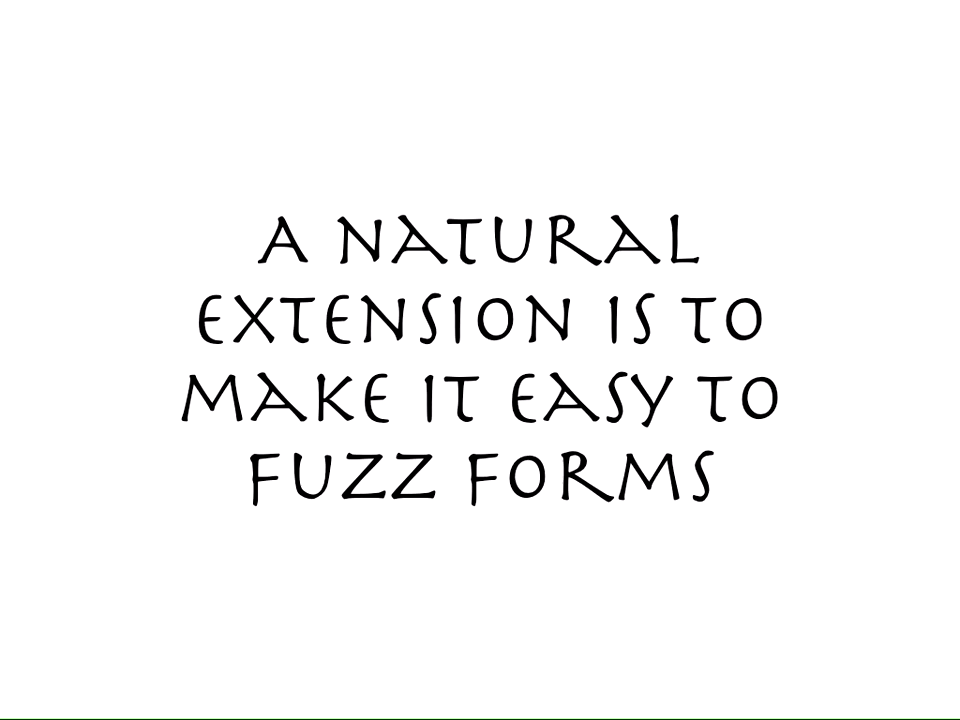 A NATURAL
EXTENSION IS TO
MAKE IT EASY TO
FUZZ FORMS